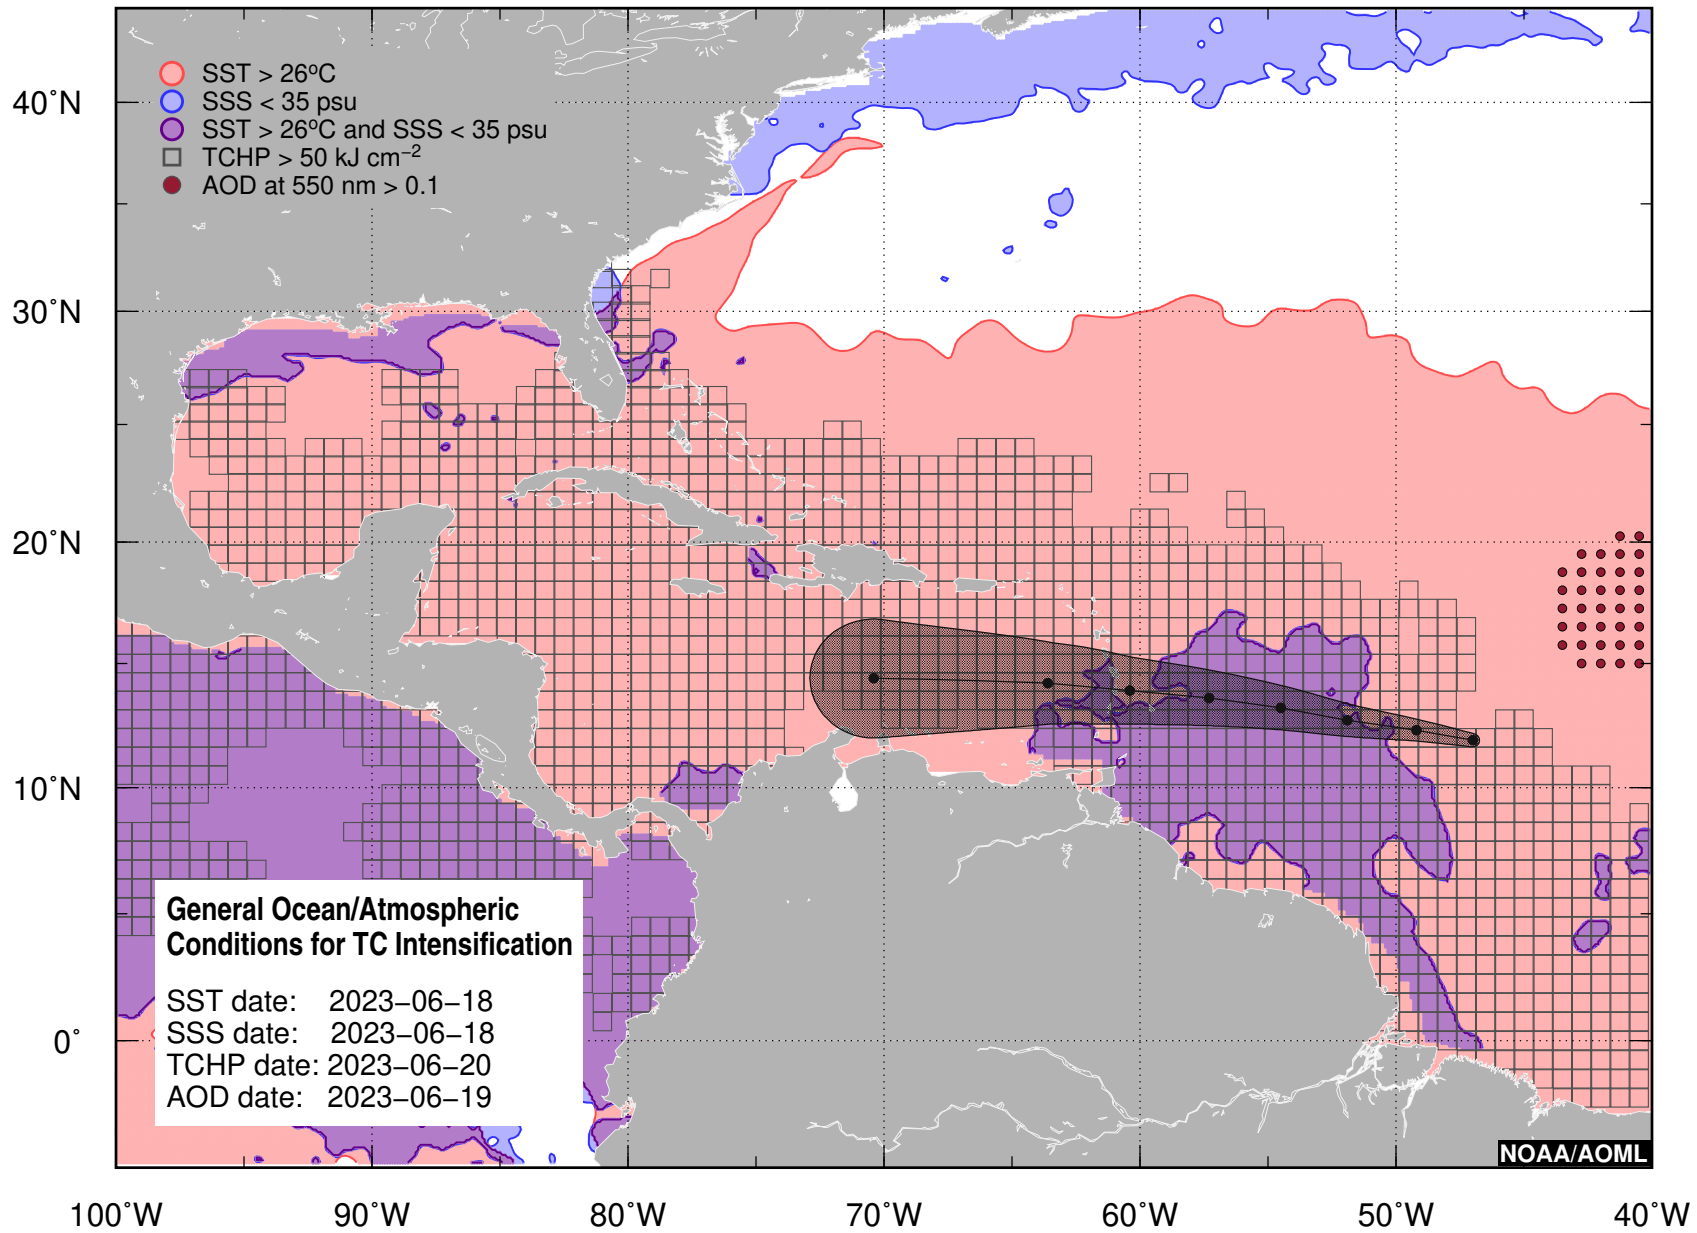 SST > 26ºC
SSS < 35 psu
SST > 26ºC and SSS < 35 psu
TCHP > 50 kJ cm⁻²
AOD at 550 nm > 0.1
40˚N
30˚N
20˚N
10˚N
0˚
General Ocean/Atmospheric
Conditions for TC Intensification
SST date: 2023−06−18
SSS date: 2023−06−18
TCHP date: 2023−06−20
AOD date: 2023−06−19
NOAA/AOML
100˚W 90˚W 80˚W 70˚W 60˚W 50˚W 40˚W